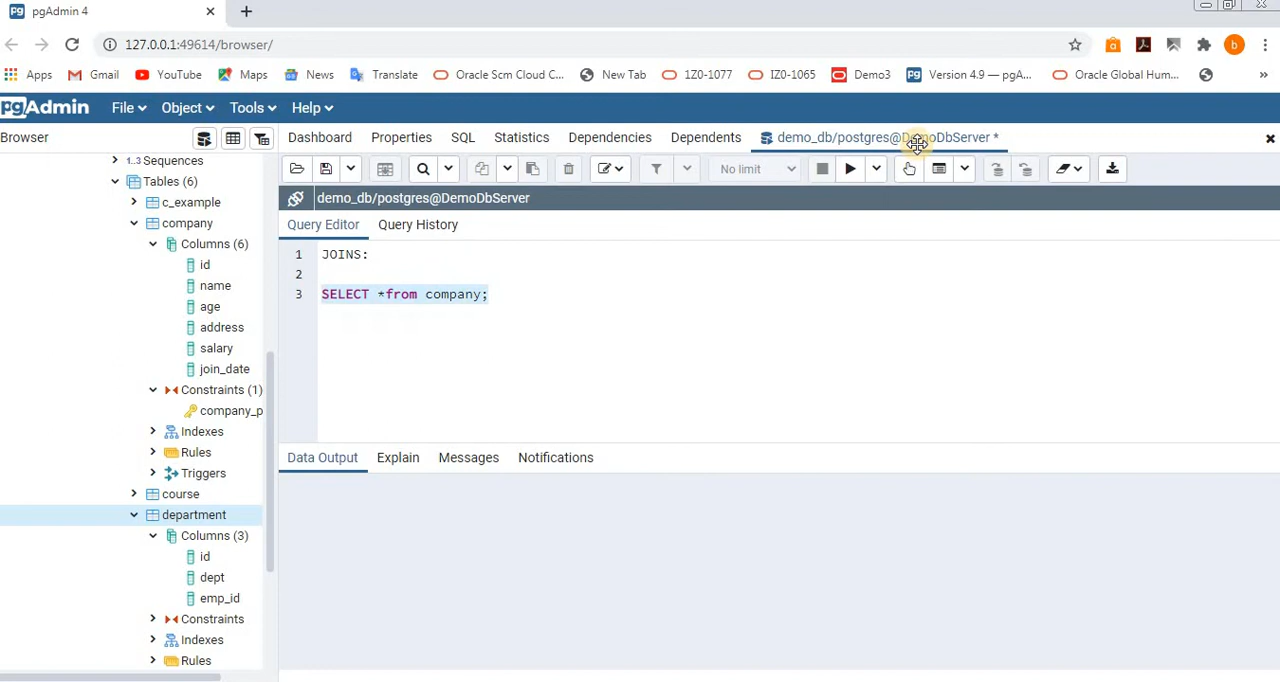 pgAdmin 4
127.0.0.1:49614/browser/
Apps Gmail YouTube Maps News Translate Oracle Scm Cloud C... New Tab 1Z0-1077 IZ0-1065 Demo3 Version 4.9 — pgA... Oracle Global Hum... »
pgAdmin File Object Tools Help
Browser Dashboard Properties SQL Statistics Dependencies Dependents demo_db/postgres@DemoDbServer *
No limit
demo_db/postgres@DemoDbServer
Query Editor Query History
1 JOINS:
2
3 SELECT *from company;
Data Output Explain Messages Notifications
1..3 Sequences
Tables (6)
c_example
company
Columns (6)
id
name
age
address
salary
join_date
Constraints (1)
company_p
Indexes
Rules
Triggers
course
department
Columns (3)
id
dept
emp_id
Constraints
Indexes
Rules